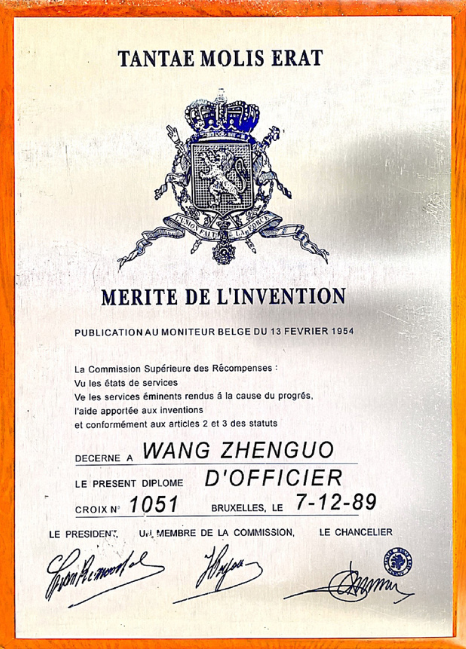 TANTAE MOLIS ERAT
MERITE DE L'INVENTION
PUBLICATION AU MONITEUR BELGE DU 13 FEVRIER 1954
La Commission Supérieure des Récompenses :
Vu les états de services
Ve les services éminents rendus á la cause du progrés,
l'aide apportée aux inventions
et conformément aux articles 2 et 3 des statuts
DECERNE A WANG ZHENGUO
LE PRESENT DIPLOME D'OFFICIER
CROIX N° 1051 BRUXELLES, LE 7-12-89
LE PRESIDENT, UN MEMBRE DE LA COMMISSION, LE CHANCELIER